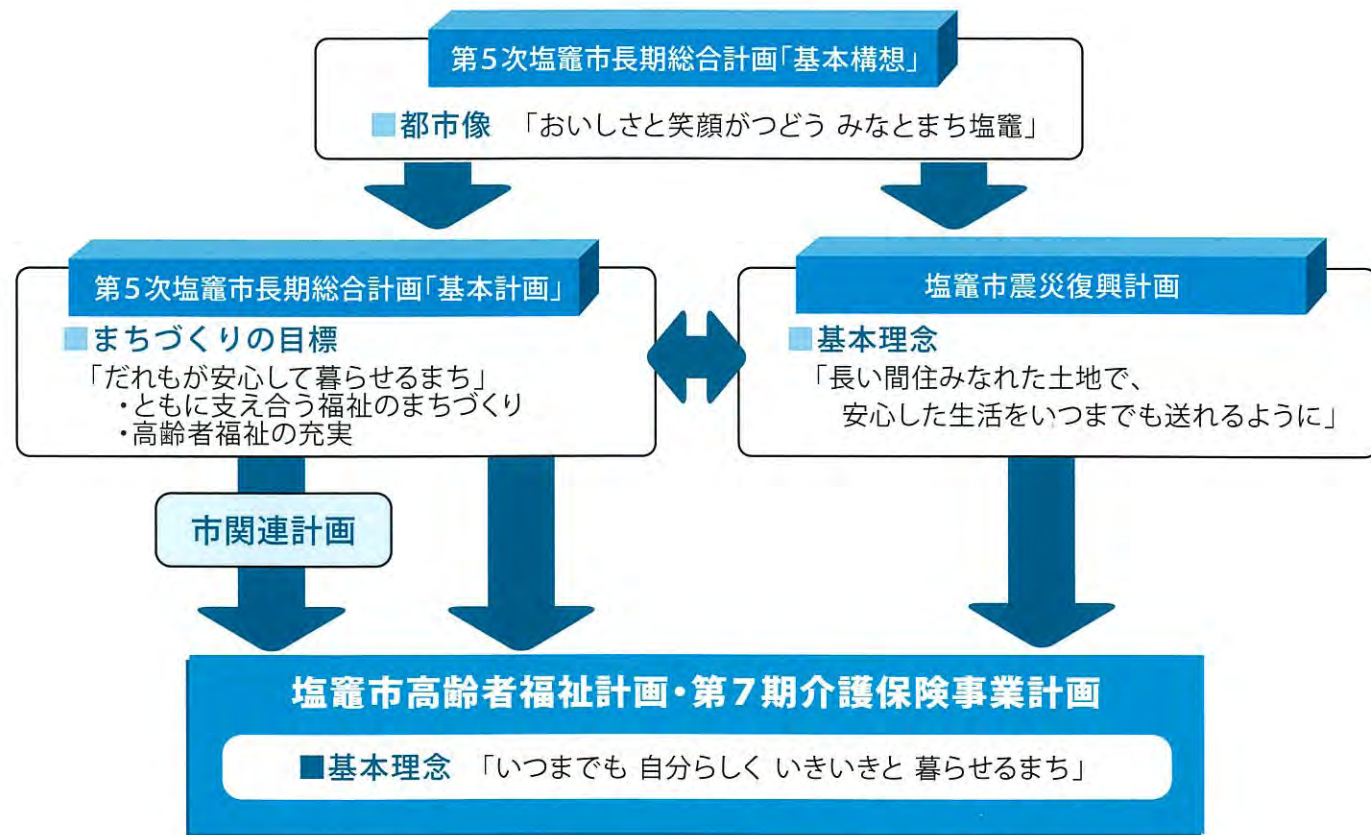 第5次塩竈市長期総合計画「基本構想」
■都市像 「おいしさと笑顔がつどう みなとまち塩竈」
第5次塩竈市長期総合計画「基本計画」
■まちづくりの目標
「だれもが安心して暮らせるまち」
・ともに支え合う福祉のまちづくり
・高齢者福祉の充実
塩竈市震災復興計画
■基本理念
「長い間住みなれた土地で、
安心した生活をいつまでも送れるように」
市関連計画
塩竈市高齢者福祉計画・第7期介護保険事業計画
■基本理念 「いつまでも 自分らしく いきいきと 暮らせるまち」